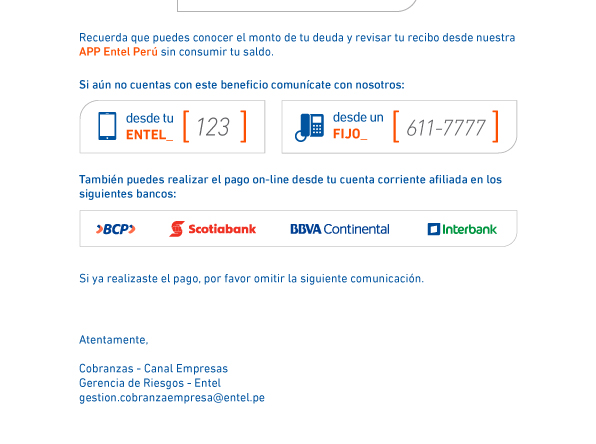 Recuerda que puedes conocer el monto de tu deuda y revisar tu recibo desde nuestra
APP Entel Perú sin consumir tu saldo.
Si aún no cuentas con este beneficio comunícate con nosotros:
desde tu
ENTEL_ [ 123 ]
desde un
FIJO_ [ 611-7777 ]
También puedes realizar el pago on-line desde tu cuenta corriente afiliada en los
siguientes bancos:
BCP Scotiabank BBVA Continental Interbank
Si ya realizaste el pago, por favor omitir la siguiente comunicación.
Atentamente,
Cobranzas - Canal Empresas
Gerencia de Riesgos - Entel
gestion.cobranzaempresa@entel.pe